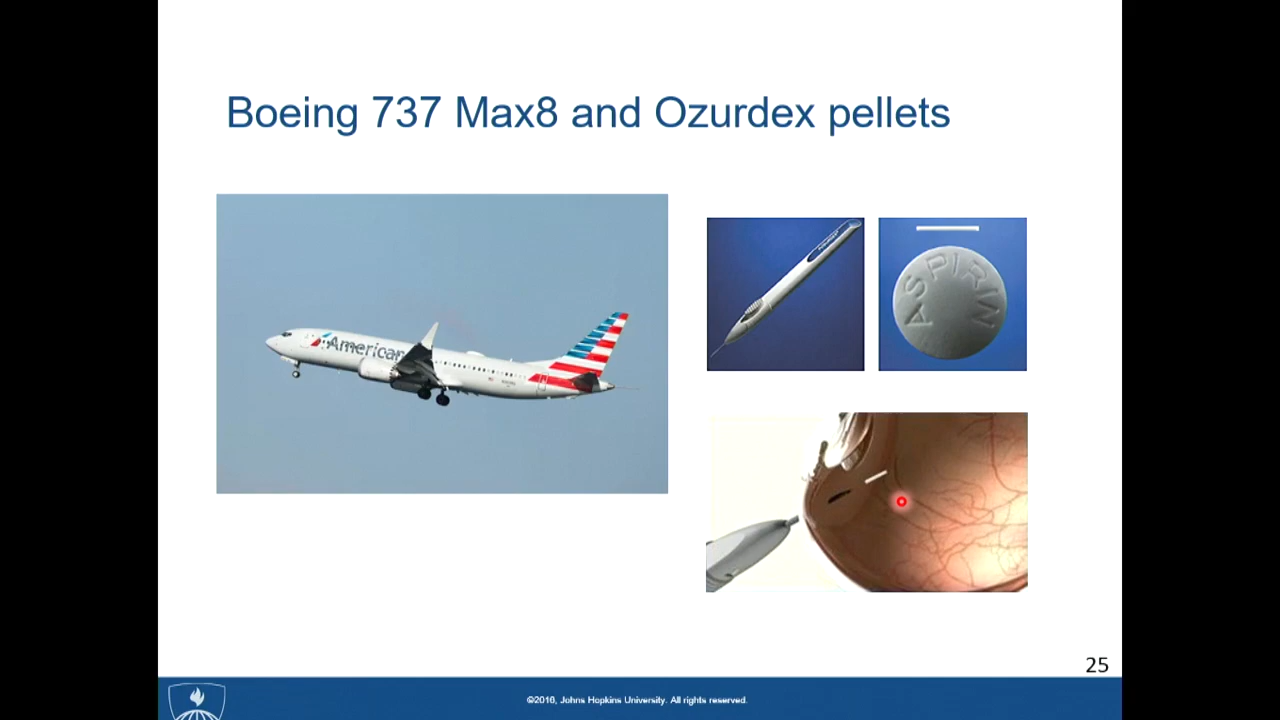 Boeing 737 Max8 and Ozurdex pellets
American
ASPIRIN
25
©2016, Johns Hopkins University. All rights reserved.